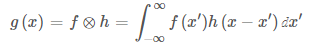 g (x) = f ⊗ h = ∫_{-∞}^{∞} f (x′) h (x − x′) dx′